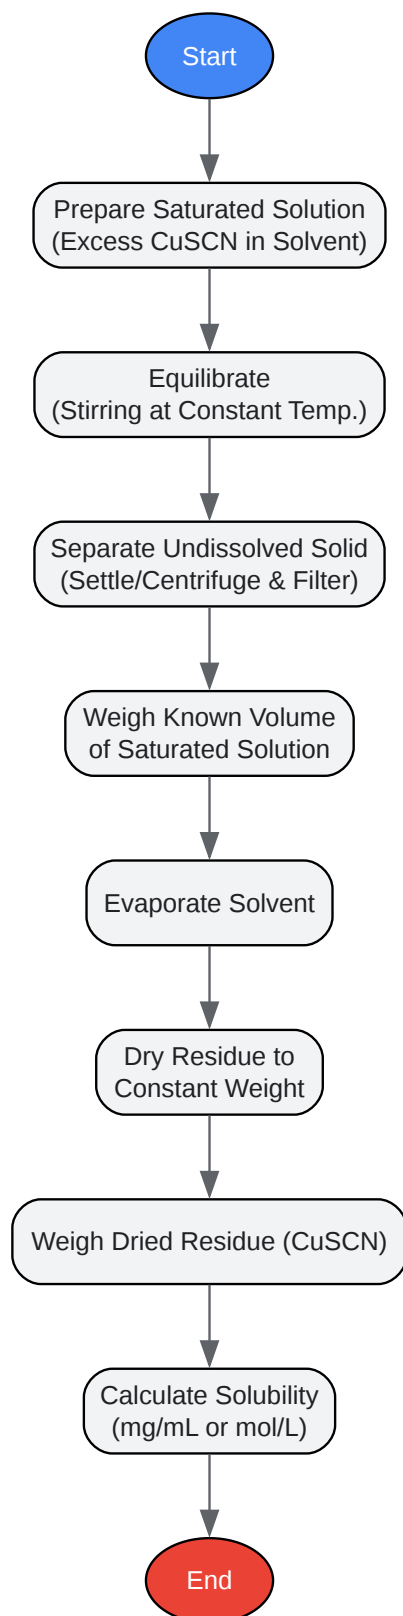 Start
Prepare Saturated Solution
(Excess CuSCN in Solvent)
Equilibrate
(Stirring at Constant Temp.)
Separate Undissolved Solid
(Settle/Centrifuge & Filter)
Weigh Known Volume
of Saturated Solution
Evaporate Solvent
Dry Residue to
Constant Weight
Weigh Dried Residue (CuSCN)
Calculate Solubility
(mg/mL or mol/L)
End